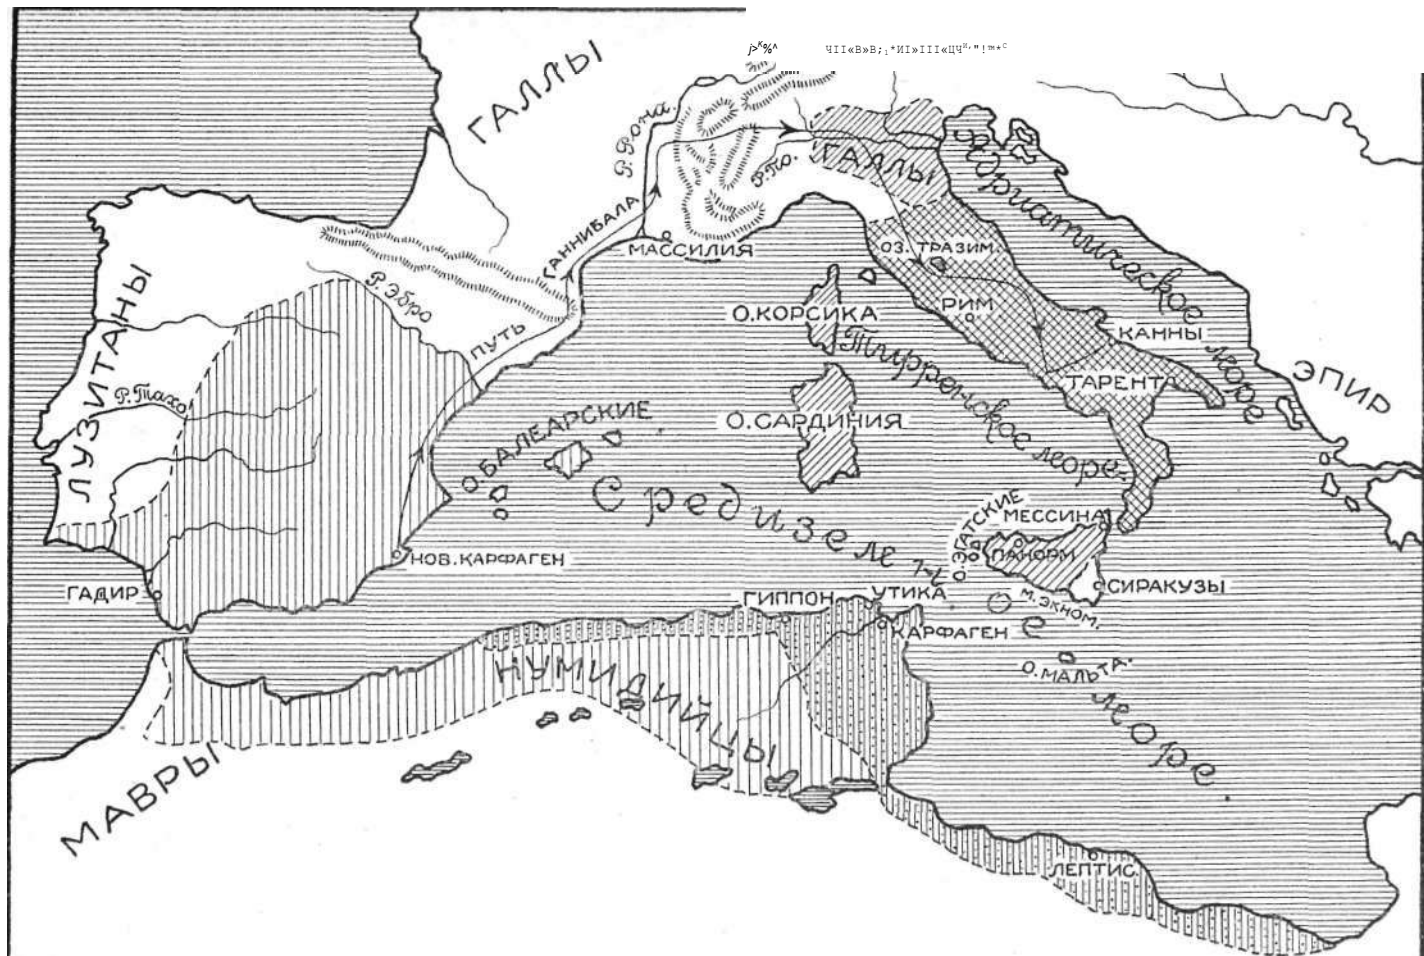 ГАЛЛЫ
Р. Рона.
Р. По.
ГАЛЛЫ
Адриатическое море
ПУТЬ ГАННИБАЛА
МАССИЛИЯ
ОЗ. ТРАЗИМ.
Р. Эбро
ЛУЗИТАНЫ
Р. Тахо
О. КОРСИКА
РИМ
КАННЫ
Тирренское море
ТАРЕНТ
ЭПИР
О. БАЛЕАРСКИЕ
О. САРДИНИЯ
Средиземное море
О. ЭГАТСКИЕ
МЕССИНА
ПАНОРМ
НОВ. КАРФАГЕН
ГАДИР
ГИППОН
УТИКА
СИРАКУЗЫ
М. ЭКНОМ.
КАРФАГЕН
О. МАЛЬТА.
НУМИДИЙЦЫ
МАВРЫ
ЛЕПТИС.